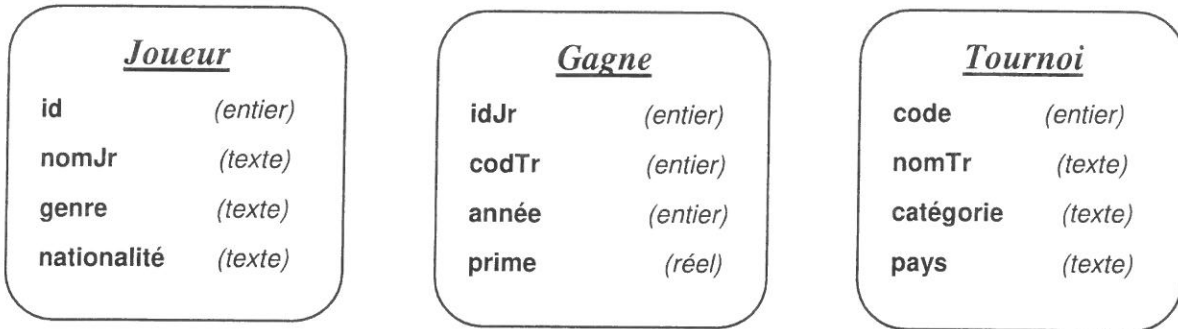 Joueur
id (entier)
nomJr (texte)
genre (texte)
nationalité (texte)
Gagne
idJr (entier)
codTr (entier)
année (entier)
prime (réel)
Tournoi
code (entier)
nomTr (texte)
catégorie (texte)
pays (texte)